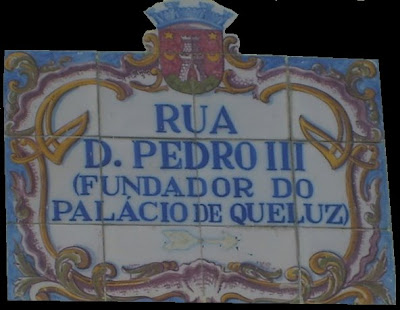 RUA
D. PEDRO III
(FUNDADOR DO
PALÁCIO DE QUELUZ)